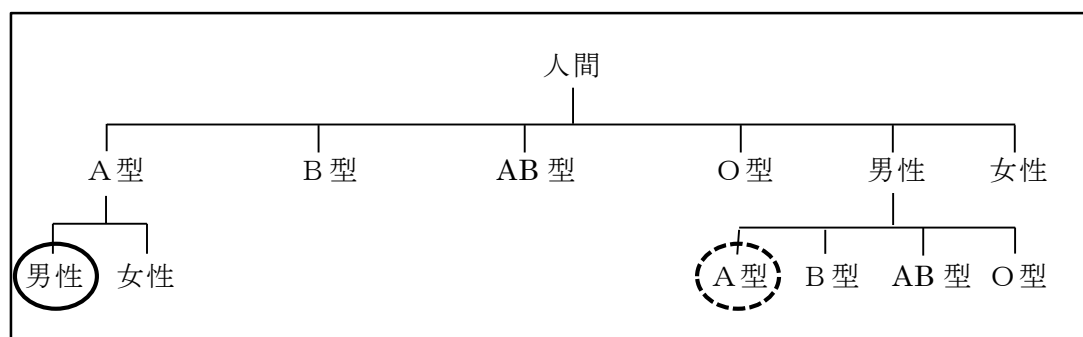 人間
A型 B型 AB型 O型 男性 女性
男性 女性 A型 B型 AB型 O型